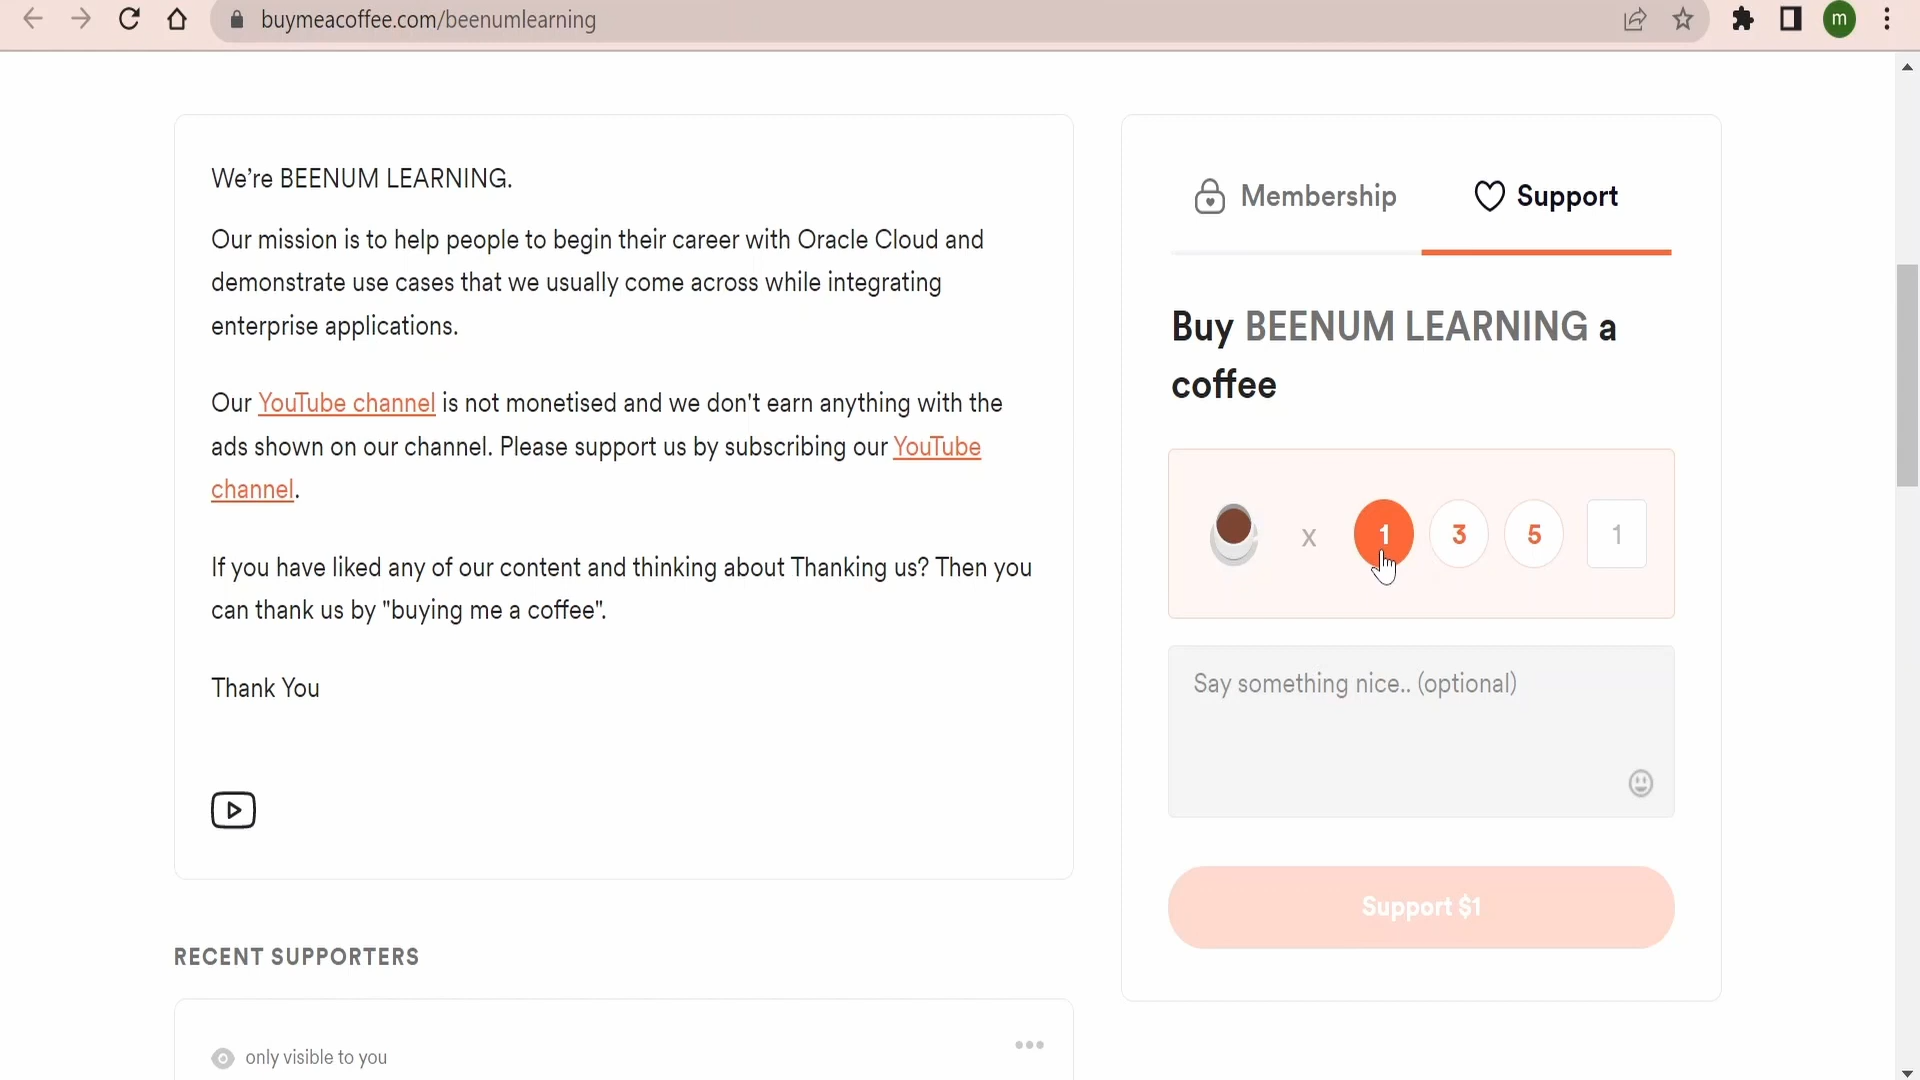 buymeacoffee.com/beenumlearning
m
We’re BEENUM LEARNING.
Our mission is to help people to begin their career with Oracle Cloud and
demonstrate use cases that we usually come across while integrating
enterprise applications.
Our YouTube channel is not monetised and we don't earn anything with the
ads shown on our channel. Please support us by subscribing our YouTube
channel.
If you have liked any of our content and thinking about Thanking us? Then you
can thank us by "buying me a coffee".
Thank You
RECENT SUPPORTERS
only visible to you
Membership
Support
Buy BEENUM LEARNING a
coffee
x 1 3 5 1
Say something nice.. (optional)
Support $1